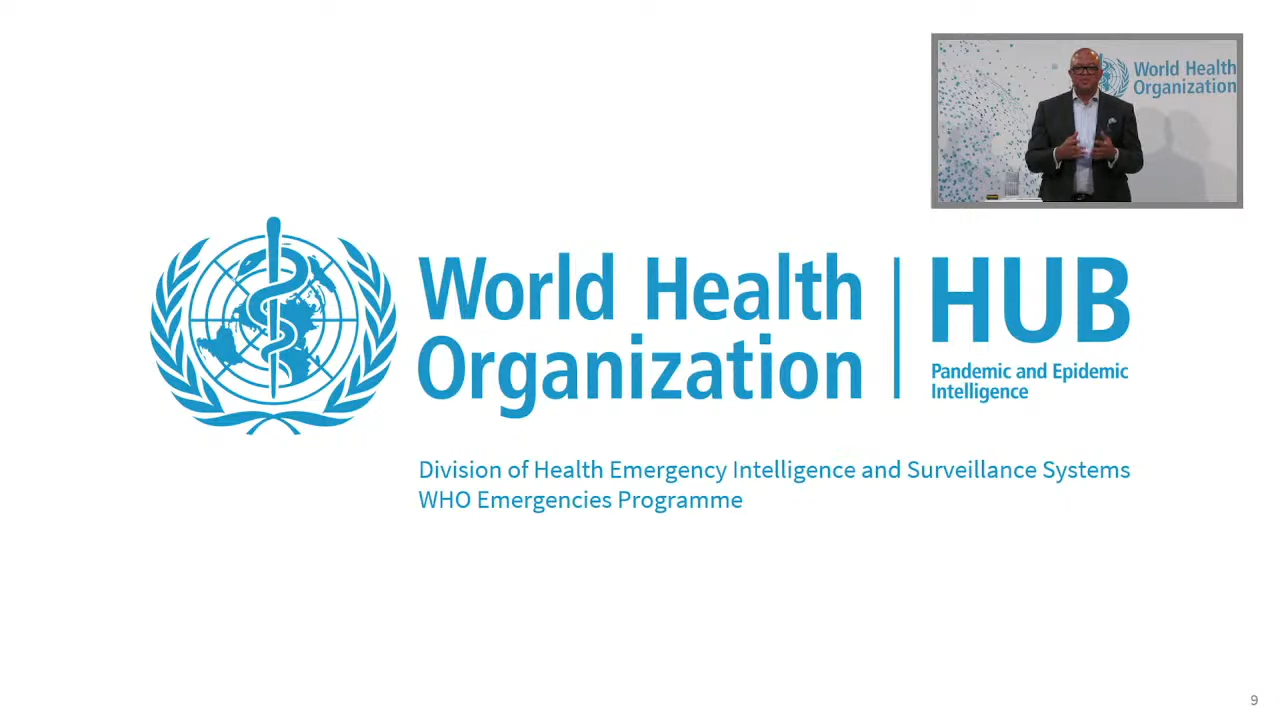 World Health
Organization
World Health
Organization
HUB
Pandemic and Epidemic
Intelligence
Division of Health Emergency Intelligence and Surveillance Systems
WHO Emergencies Programme
9